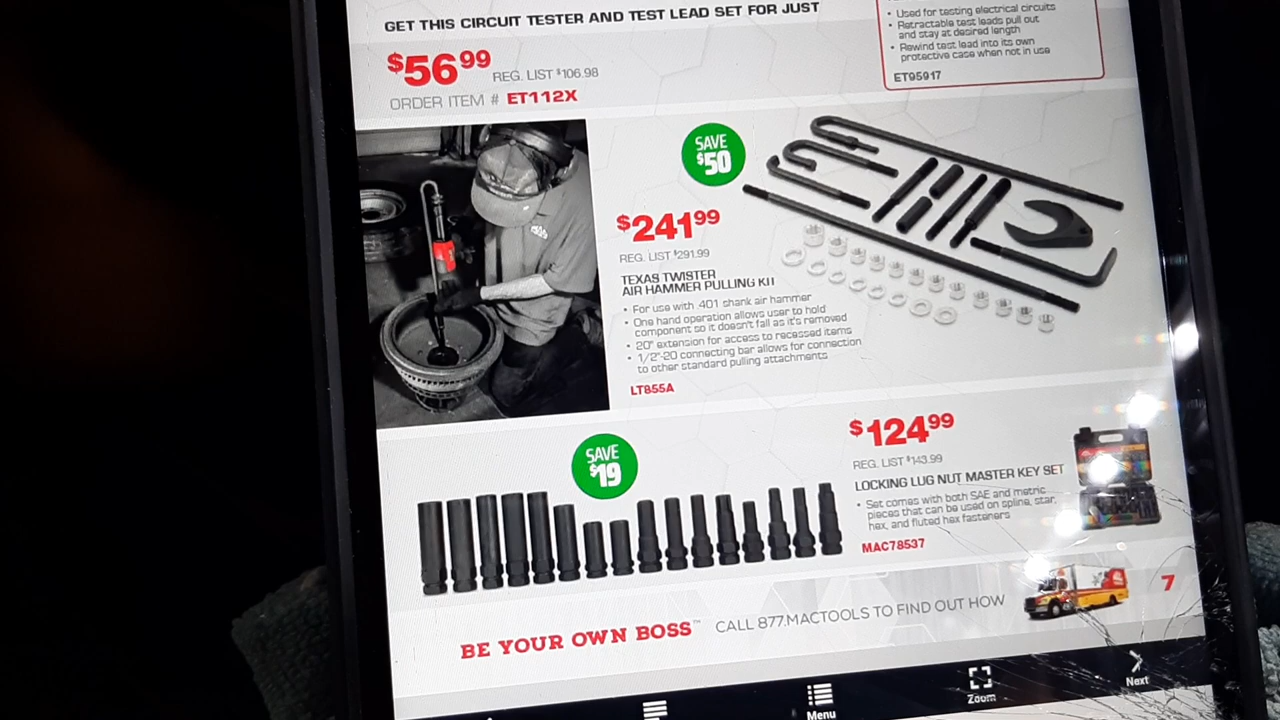 GET THIS CIRCUIT TESTER AND TEST LEAD SET FOR JUST
$56.99
REG. LIST $106.98
ORDER ITEM # ET112X
• Used for testing electrical circuits
• Retractable test leads pull out
and stay at desired length
• Rewind test lead into its own
protective case when not in use
ET95917
SAVE
$50
$241.99
REG. LIST $291.99
TEXAS TWISTER
AIR HAMMER PULLING KIT
• For use with .401 shank air hammer
• One hand operation allows user to hold
component so it doesn't fall as it's removed
• 20" extension for access to recessed items
• 1/2"-20 connecting bar allows for connection
to other standard pulling attachments
LT855A
SAVE
$19
$124.99
REG. LIST $143.99
LOCKING LUG NUT MASTER KEY SET
• Set comes with both SAE and metric
pieces that can be used on spline, star,
hex, and fluted hex fasteners
MAC78537
BE YOUR OWN BOSS™ CALL 877.MACTOOLS TO FIND OUT HOW
7
Menu
Zoom
Next